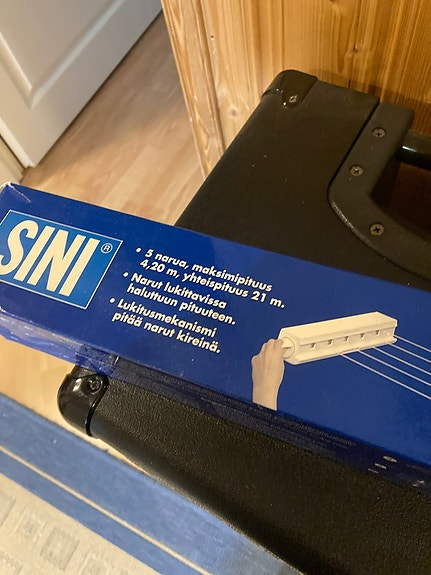 SINI®
• 5 narua, maksimipituus
4,20 m, yhteispituus 21 m.
• Narut lukittavissa
haluttuun pituuteen.
• Lukitusmekanismi
pitää narut kireinä.